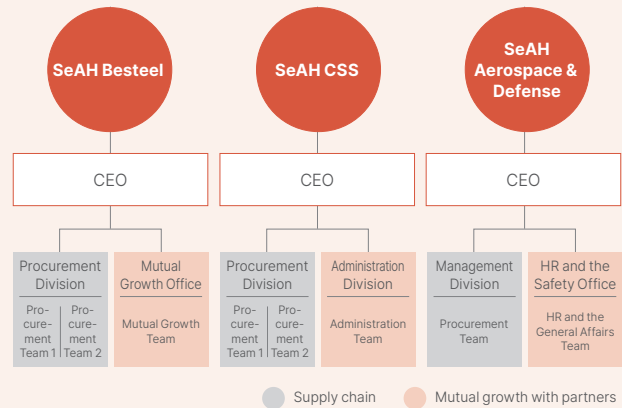 SeAH Besteel
SeAH CSS
SeAH
Aerospace &
Defense
CEO
CEO
CEO
Procurement
Division
Pro-
cure-
ment
Team 1
Pro-
cure-
ment
Team 2
Mutual
Growth Office
Mutual Growth
Team
Procurement
Division
Pro-
cure-
ment
Team 1
Pro-
cure-
ment
Team 2
Administration
Division
Administration
Team
Management
Division
Procurement
Team
HR and the
Safety Office
HR and the
General Affairs
Team
Supply chain
Mutual growth with partners